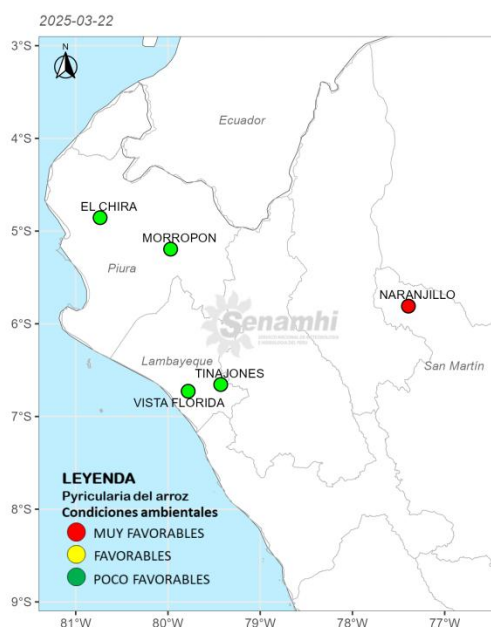 2025-03-22
3°S
N
Ecuador
4°S
EL CHIRA
5°S
MORROPON
Piura
NARANJILLO
6°S
Senamhi
Lambayeque
TINAJONES
San Martín
VISTA FLORIDA
7°S
LEYENDA
Pyricularia del arroz
Condiciones ambientales
8°S
MUY FAVORABLES
FAVORABLES
POCO FAVORABLES
9°S
81°W 80°W 79°W 78°W 77°W